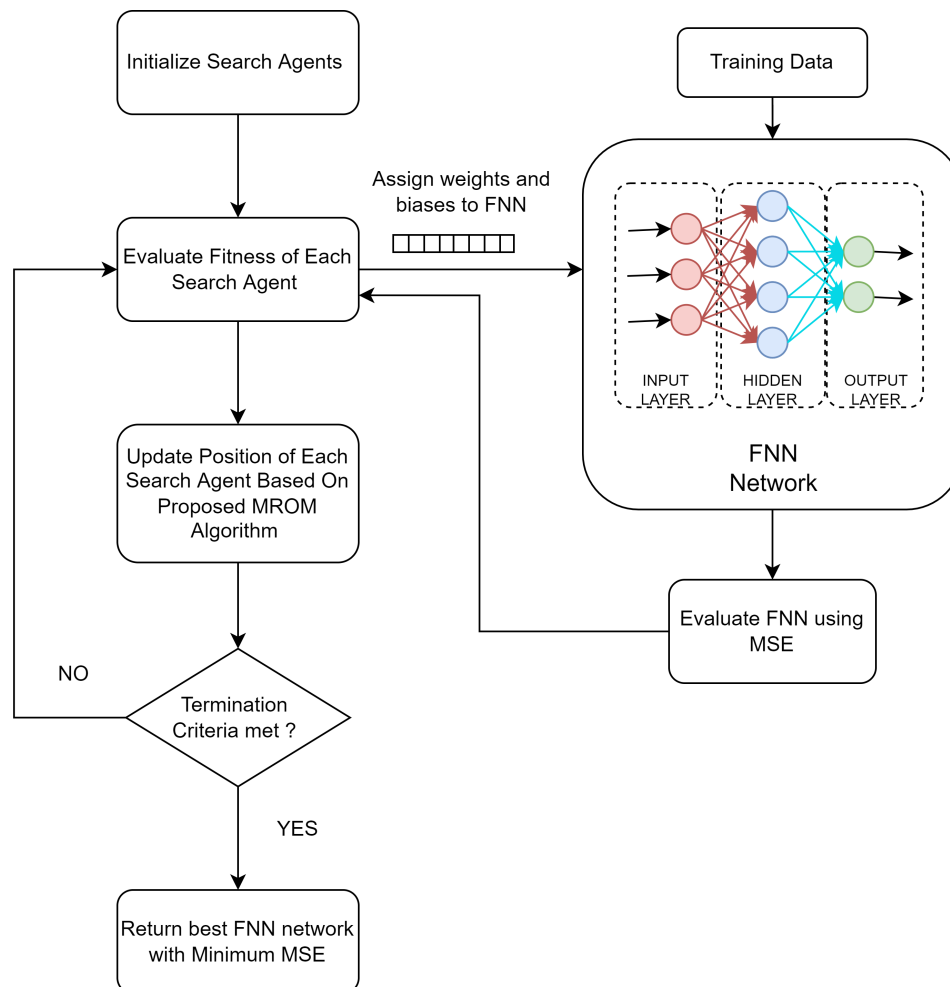 Initialize Search Agents
Training Data
Assign weights and
biases to FNN
Evaluate Fitness of Each
Search Agent
INPUT
LAYER
HIDDEN
LAYER
OUTPUT
LAYER
FNN
Network
Update Position of Each
Search Agent Based On
Proposed MROM
Algorithm
Evaluate FNN using
MSE
NO
Termination
Criteria met ?
YES
Return best FNN network
with Minimum MSE